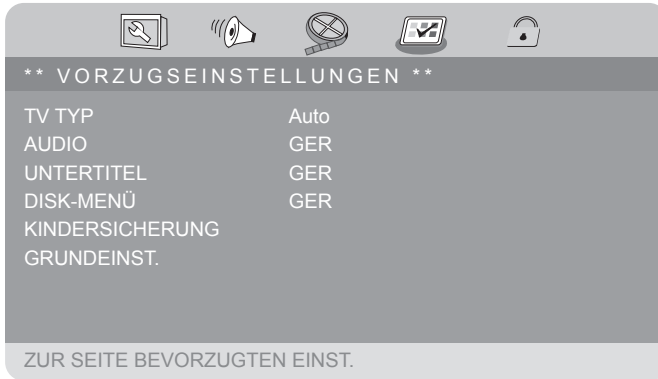 ** VORZUGSEINSTELLUNGEN **
TV TYP Auto
AUDIO GER
UNTERTITEL GER
DISK-MENÜ GER
KINDERSICHERUNG
GRUNDEINST.
ZUR SEITE BEVORZUGTEN EINST.